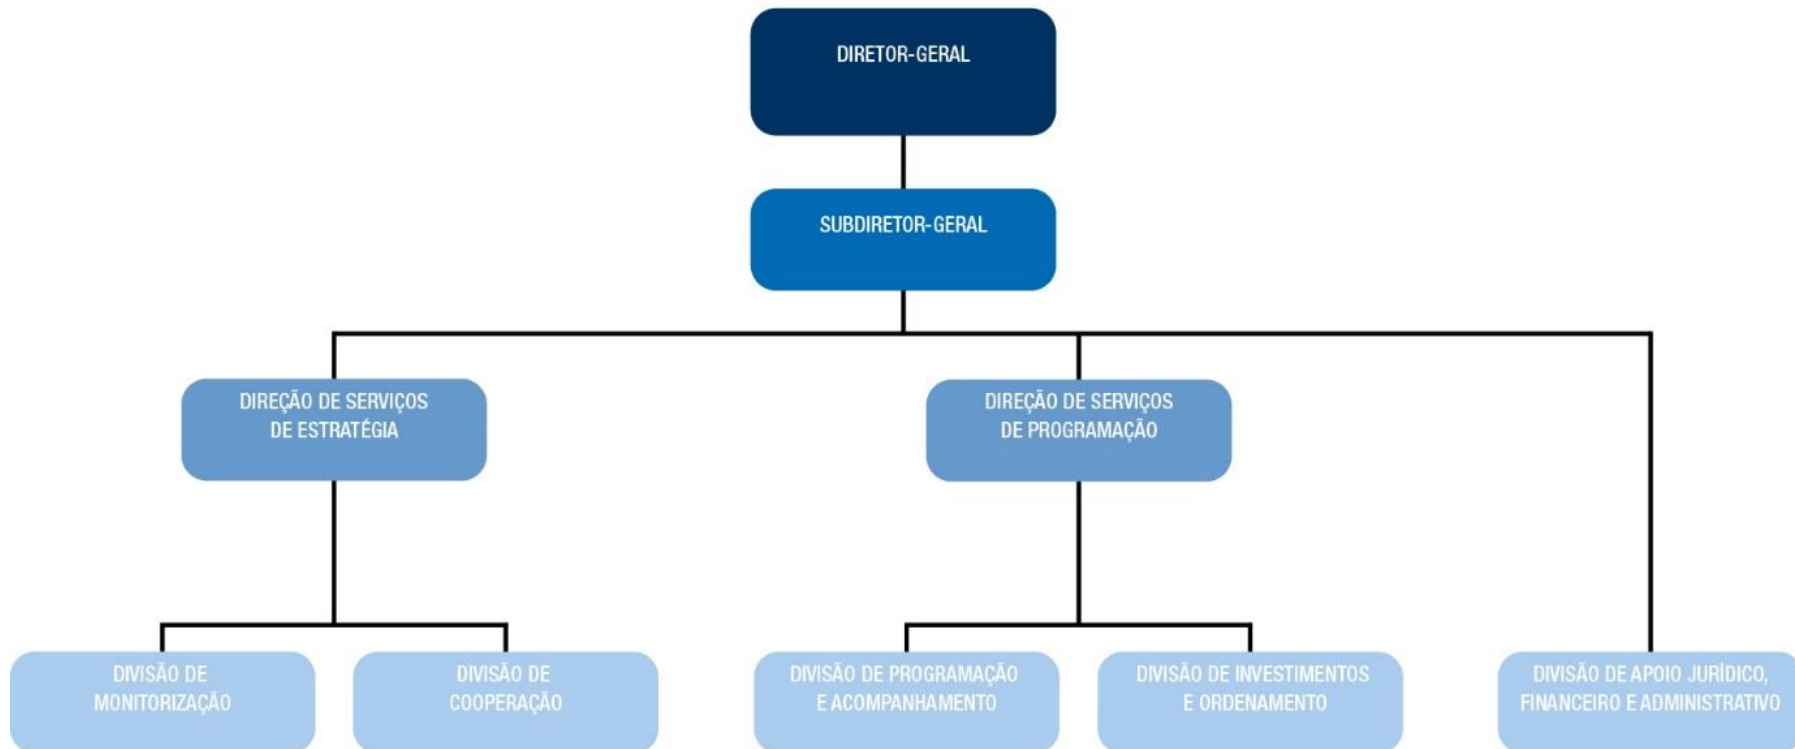 DIRETOR-GERAL
SUBDIRETOR-GERAL
DIREÇÃO DE SERVIÇOS
DE ESTRATÉGIA
DIREÇÃO DE SERVIÇOS
DE PROGRAMAÇÃO
DIVISÃO DE
MONITORIZAÇÃO
DIVISÃO DE
COOPERAÇÃO
DIVISÃO DE PROGRAMAÇÃO
E ACOMPANHAMENTO
DIVISÃO DE INVESTIMENTOS
E ORDENAMENTO
DIVISÃO DE APOIO JURÍDICO,
FINANCEIRO E ADMINISTRATIVO